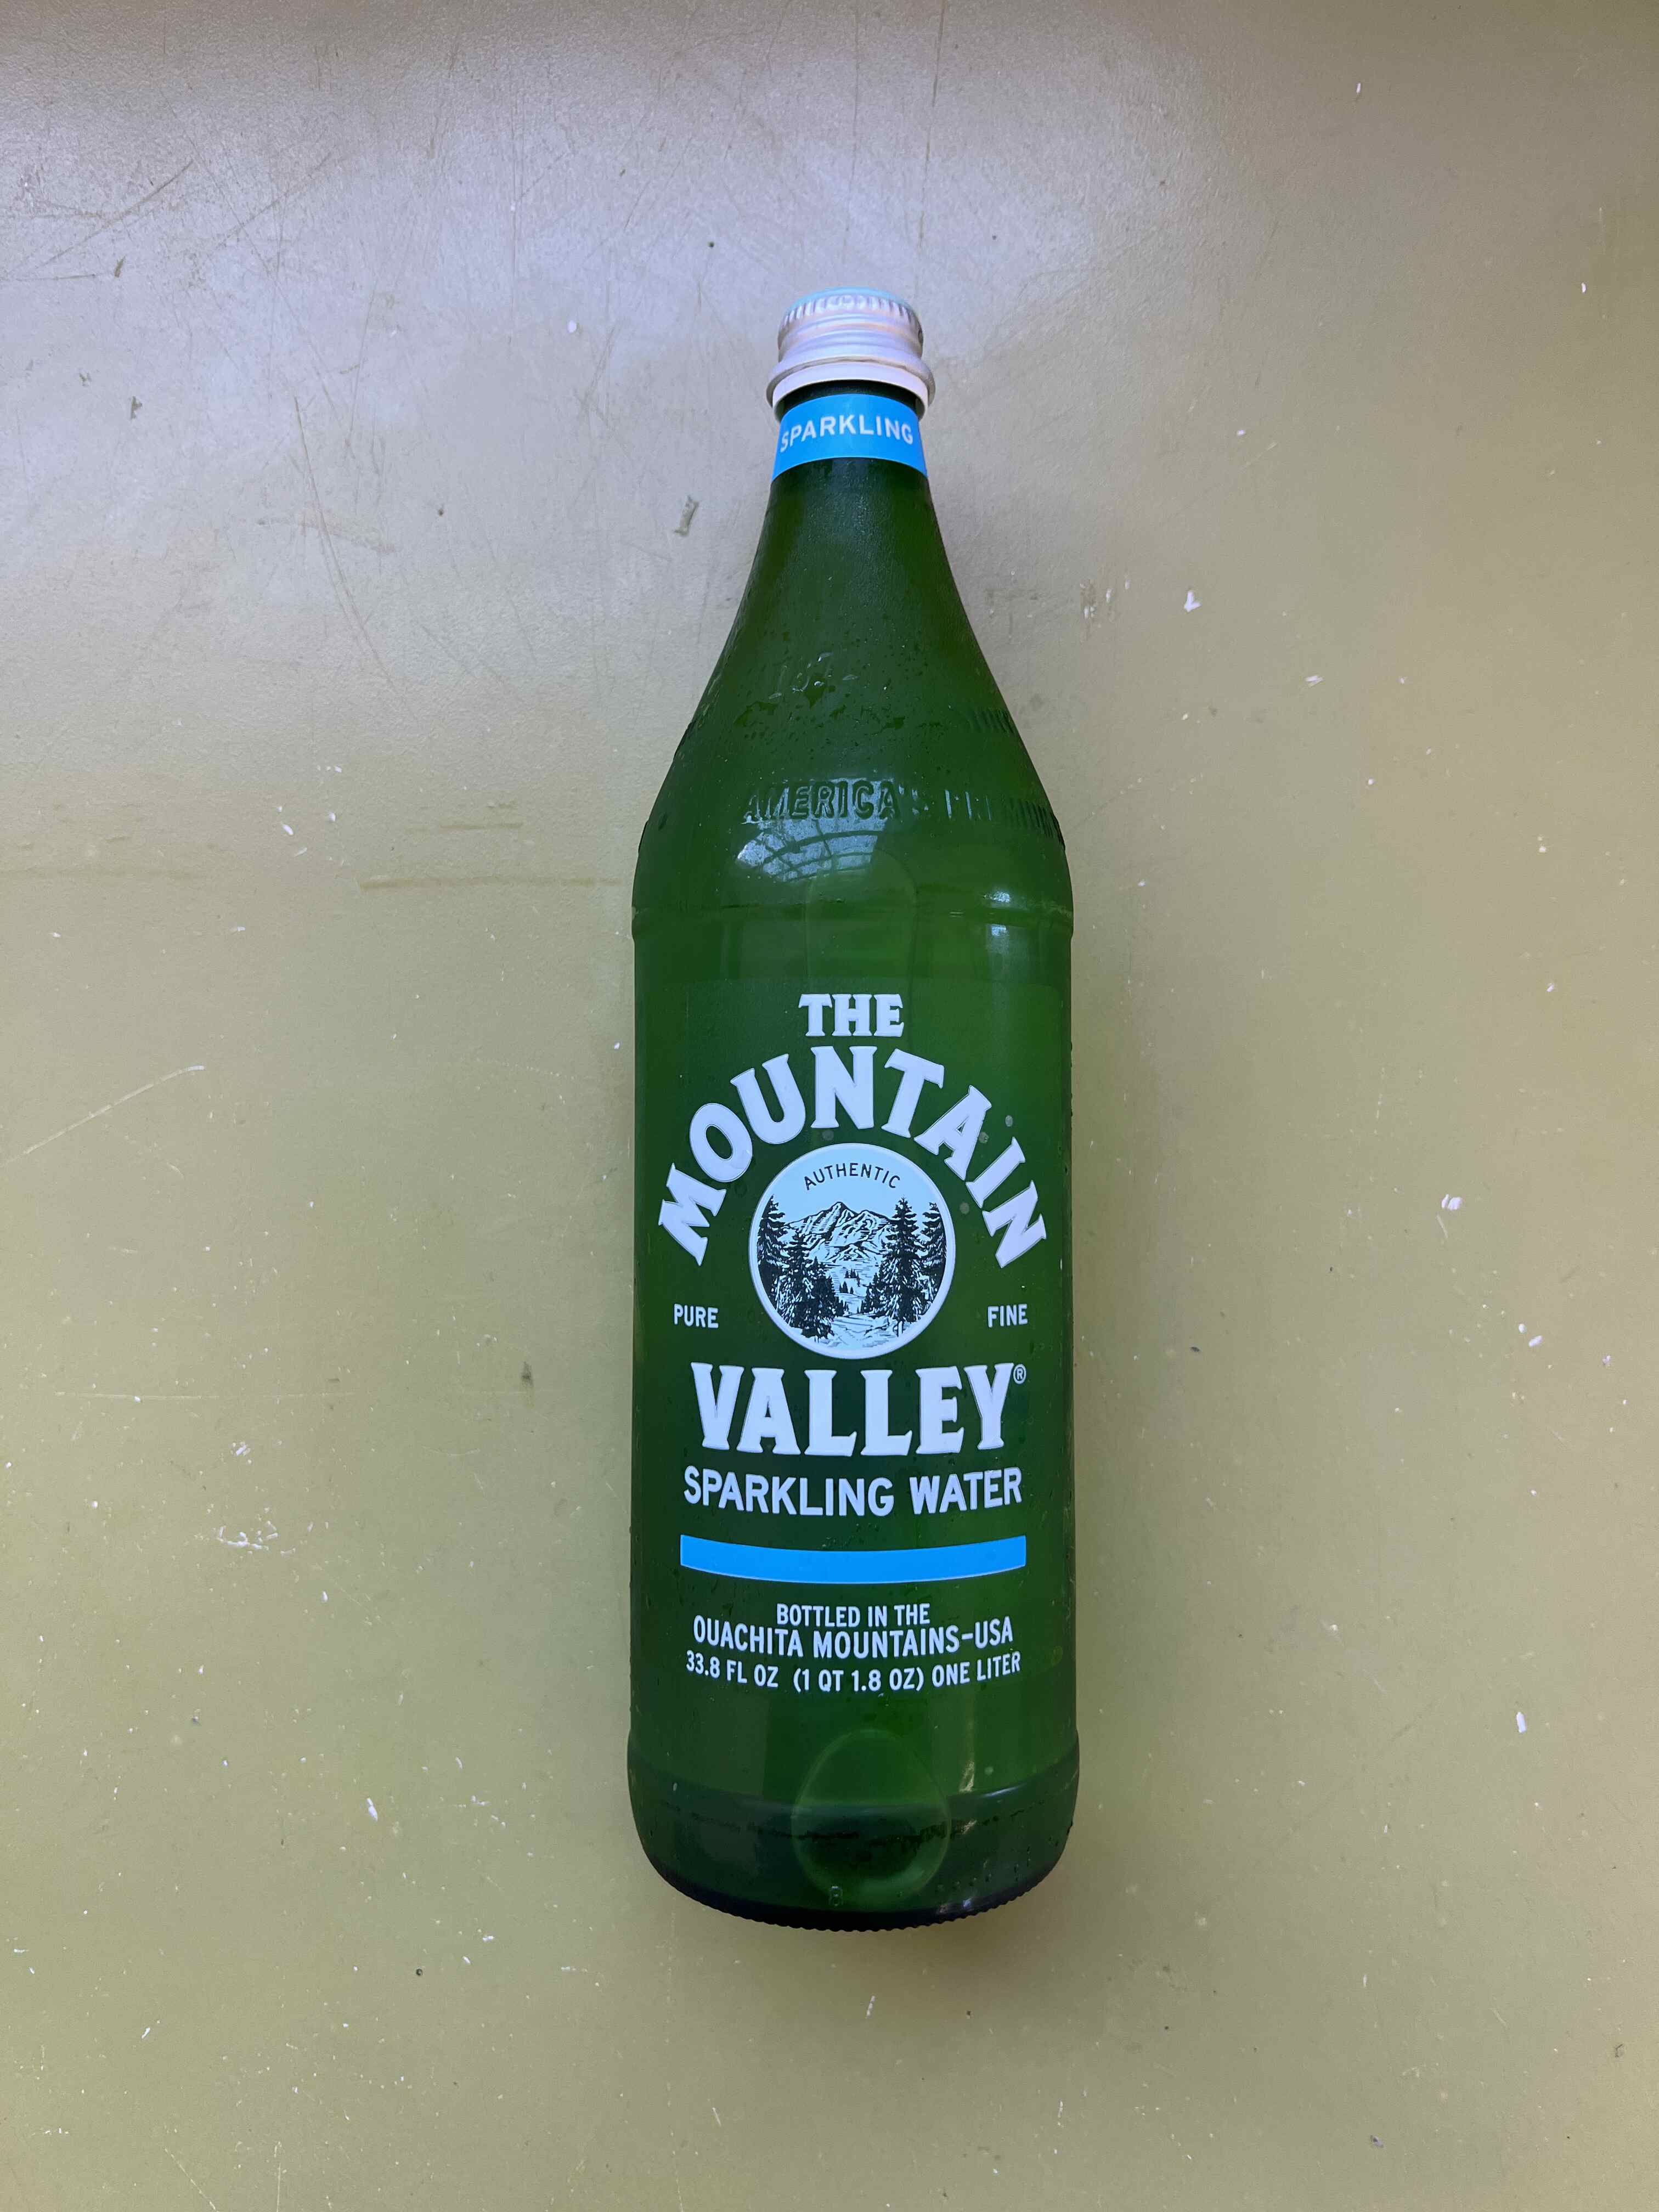 SPARKLING
AMERICA'S PREMIUM
THE
MOUNTAIN
AUTHENTIC
PURE FINE
VALLEY®
SPARKLING WATER
BOTTLED IN THE
OUACHITA MOUNTAINS-USA
33.8 FL OZ (1 QT 1.8 OZ) ONE LITER